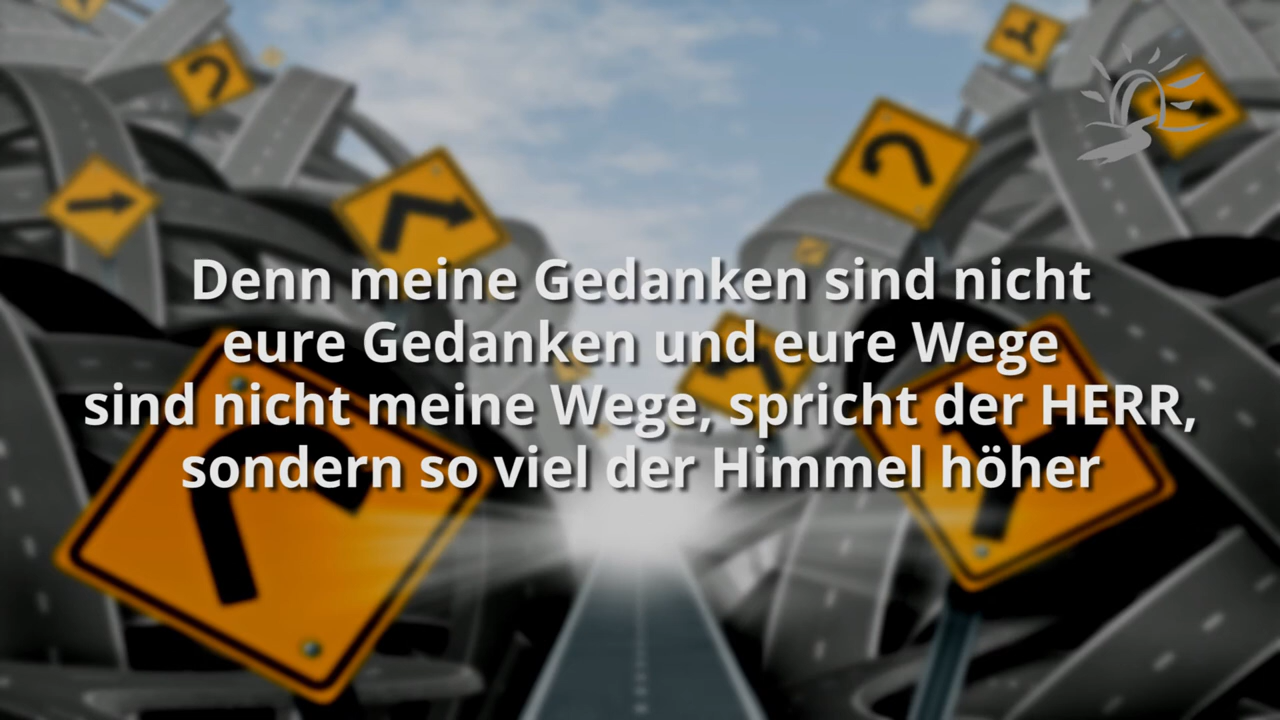 Denn meine Gedanken sind nicht
eure Gedanken und eure Wege
sind nicht meine Wege, spricht der HERR,
sondern so viel der Himmel höher